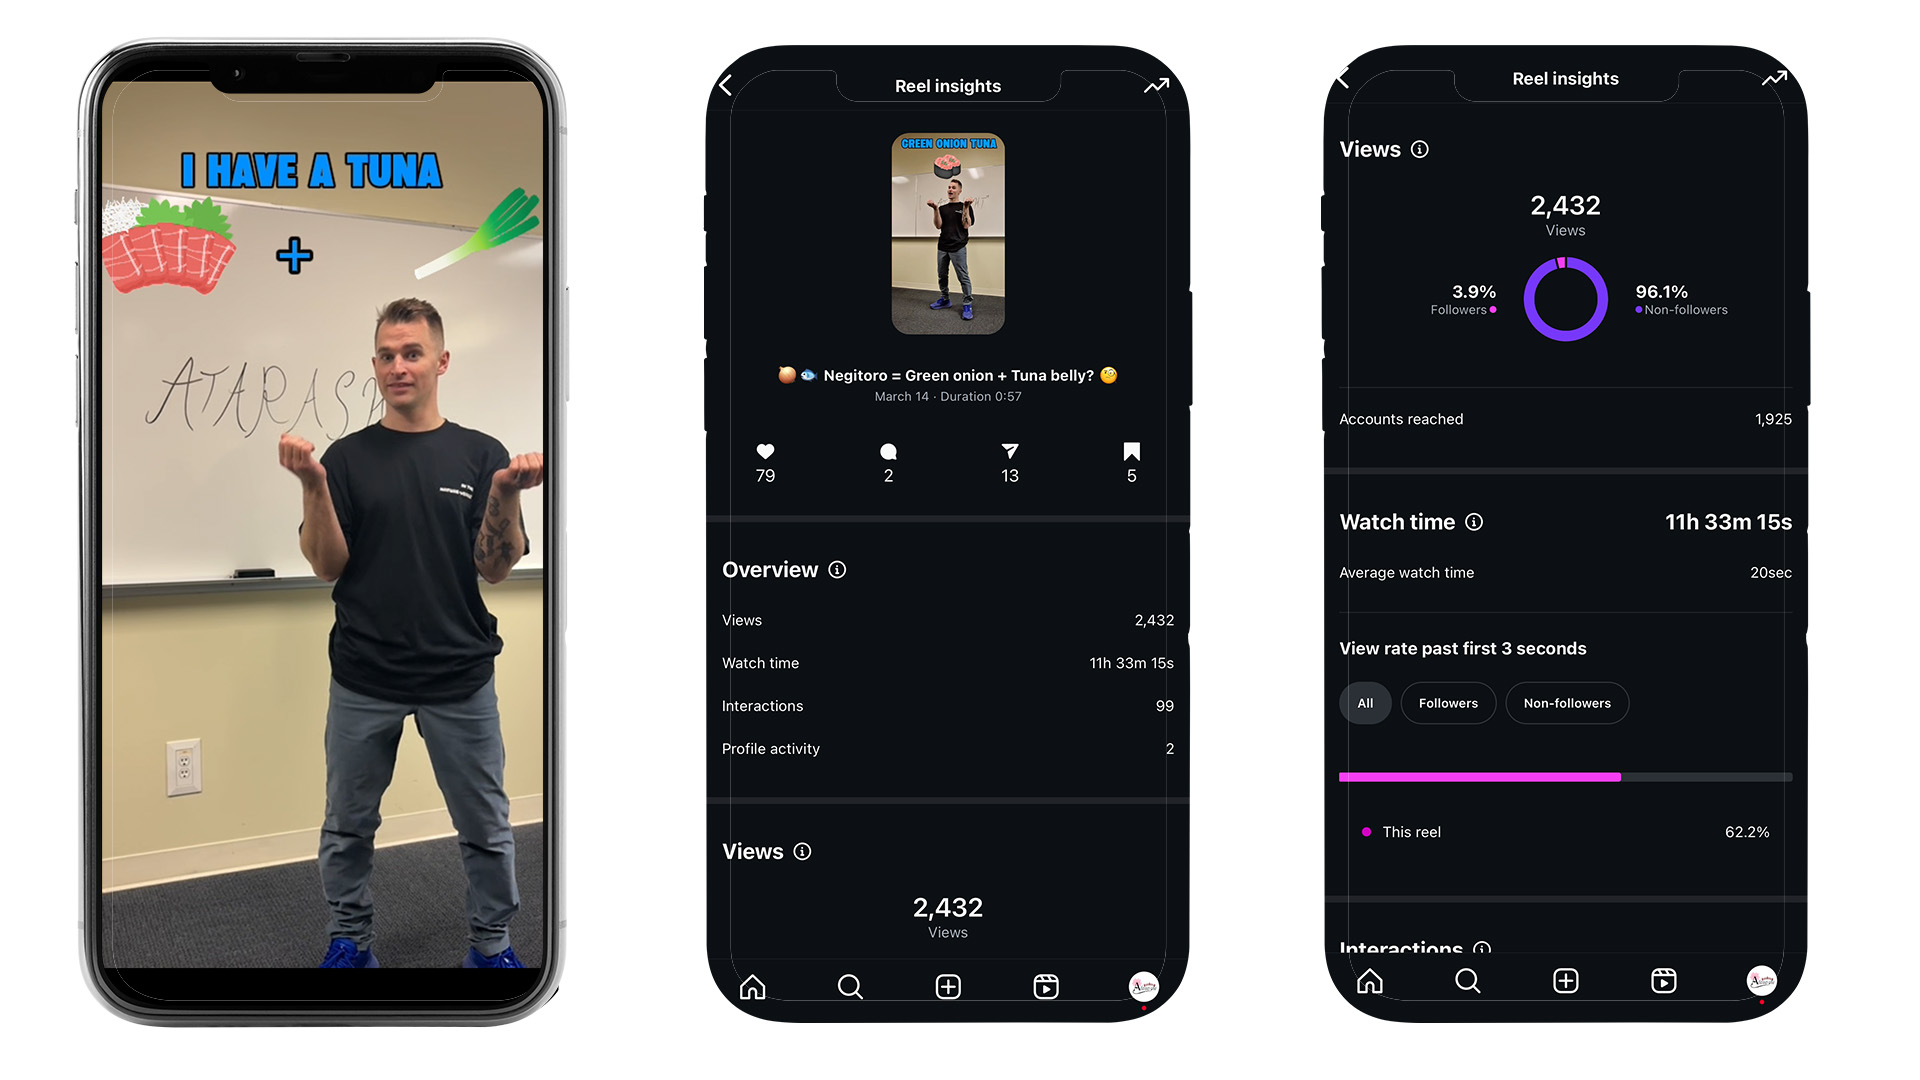 I HAVE A TUNA
+
ATARASH
Reel insights
GREEN ONION TUNA
Negitoro = Green onion + Tuna belly?
March 14 · Duration 0:57
79
2
13
5
Overview
Views
2,432
Watch time
11h 33m 15s
Interactions
99
Profile activity
2
Views
2,432
Views
Reel insights
Views
2,432
Views
3.9%
Followers
96.1%
Non-followers
Accounts reached
1,925
Watch time
11h 33m 15s
Average watch time
20sec
View rate past first 3 seconds
All
Followers
Non-followers
This reel
62.2%
Interactions